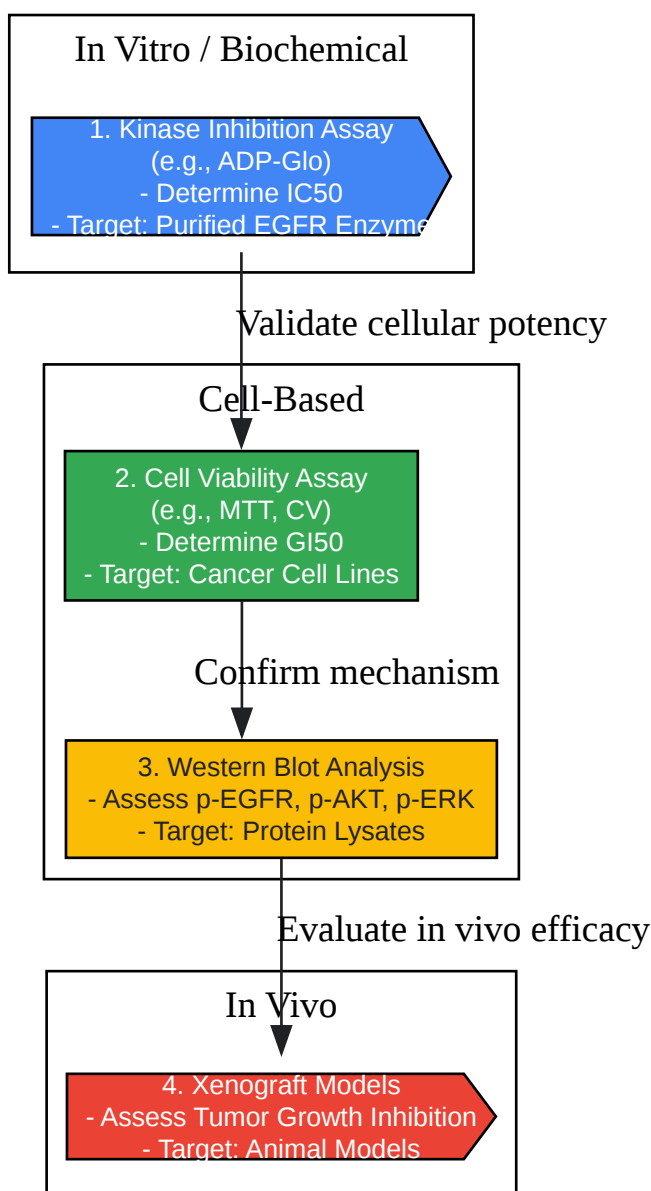 In Vitro / Biochemical
1. Kinase Inhibition Assay
(e.g., ADP-Glo)
- Determine IC50
- Target: Purified EGFR Enzyme
Validate cellular potency
Cell-Based
2. Cell Viability Assay
(e.g., MTT, CV)
- Determine GI50
- Target: Cancer Cell Lines
Confirm mechanism
3. Western Blot Analysis
- Assess p-EGFR, p-AKT, p-ERK
- Target: Protein Lysates
Evaluate in vivo efficacy
In Vivo
4. Xenograft Models
- Assess Tumor Growth Inhibition
- Target: Animal Models